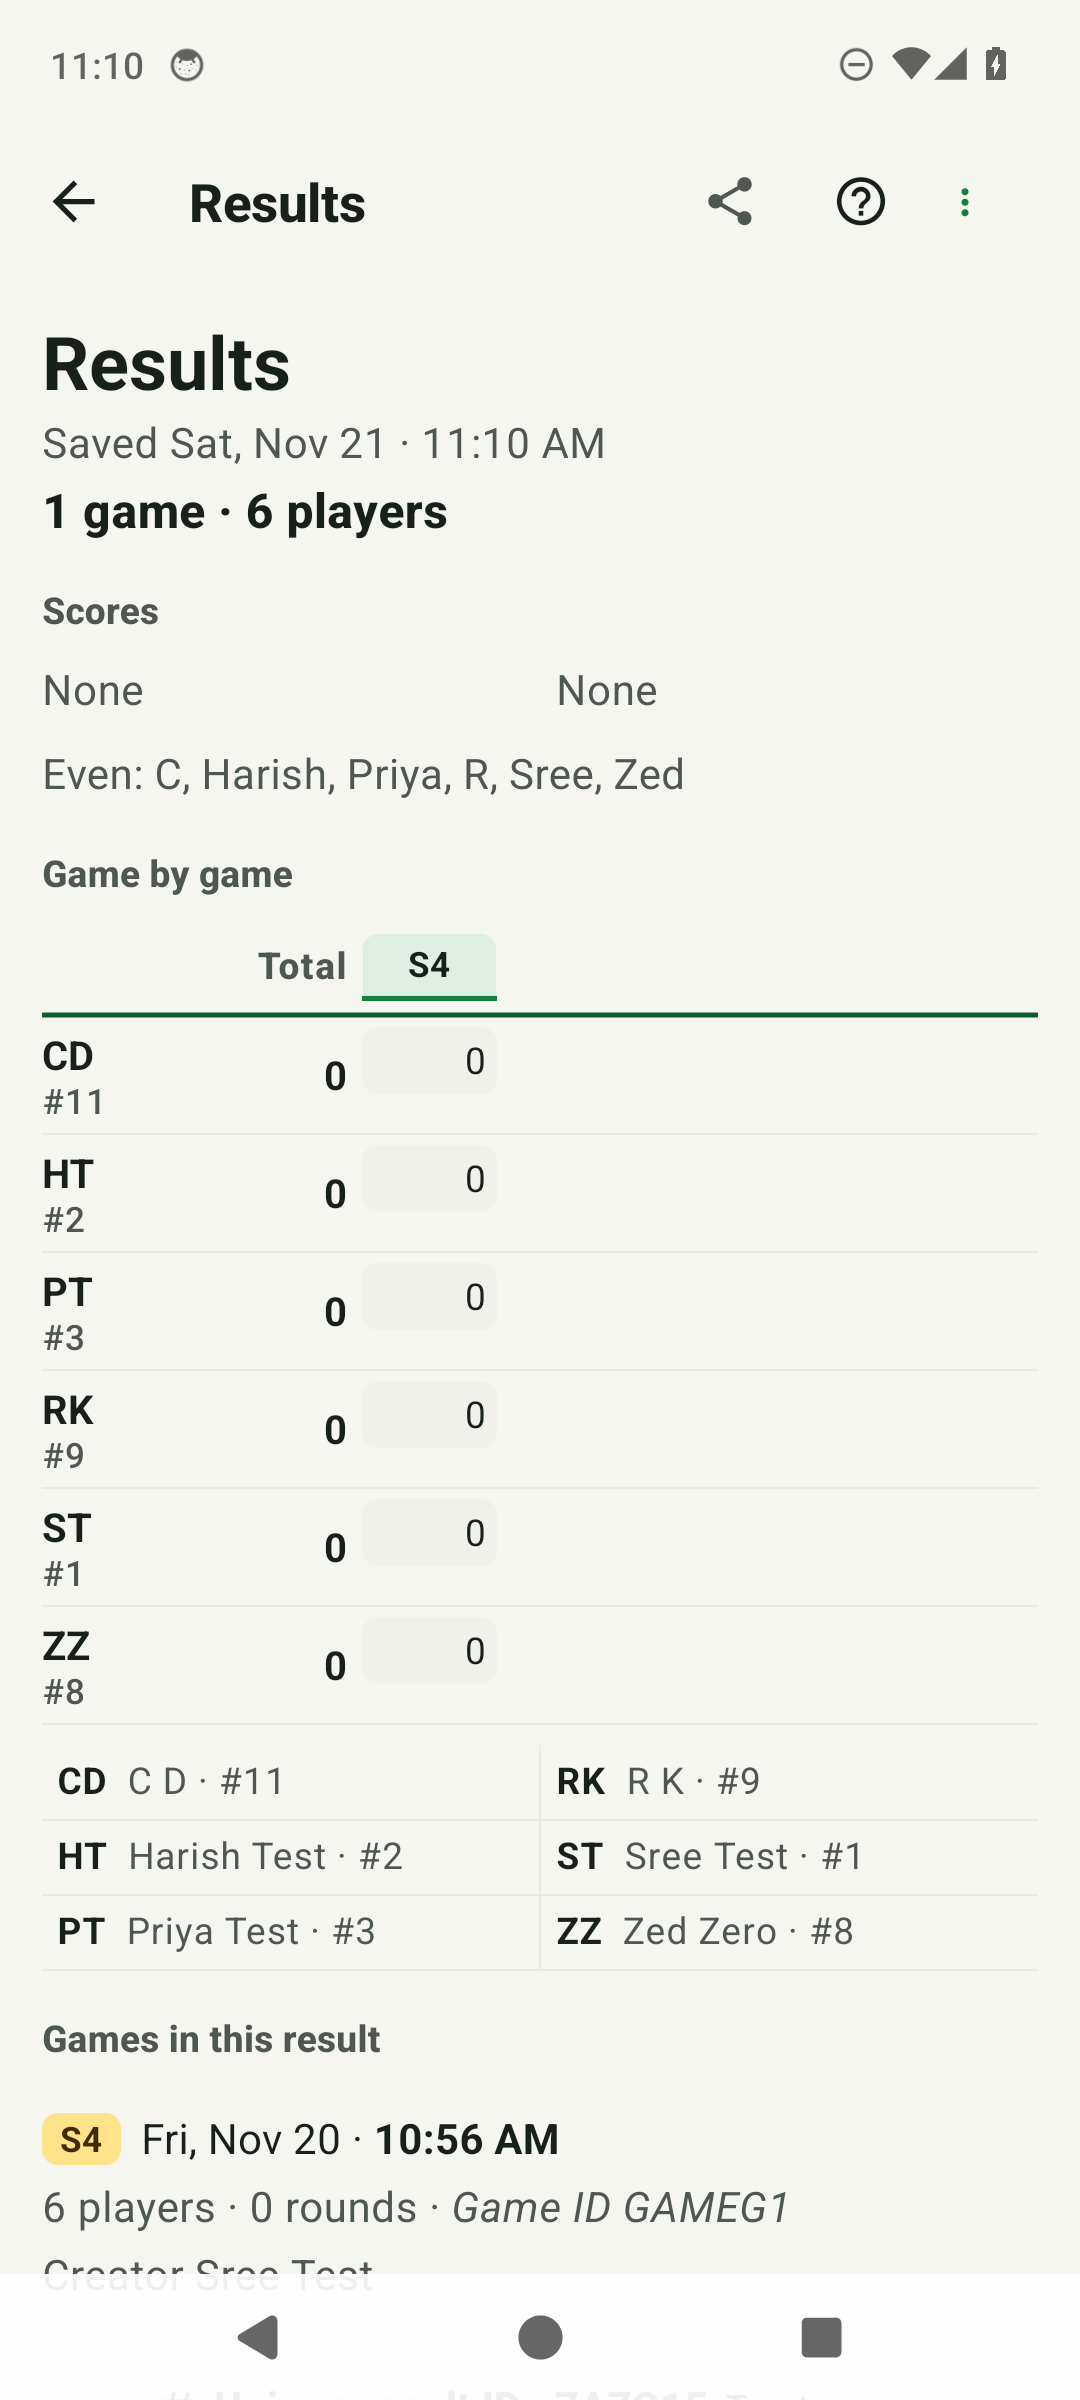 11:10
Results
Results
Saved Sat, Nov 21 · 11:10 AM
1 game · 6 players
Scores
None None
Even: C, Harish, Priya, R, Sree, Zed
Game by game
Total S4
CD
#11
0 0
HT
#2
0 0
PT
#3
0 0
RK
#9
0 0
ST
#1
0 0
ZZ
#8
0 0
CD C D · #11 RK R K · #9
HT Harish Test · #2 ST Sree Test · #1
PT Priya Test · #3 ZZ Zed Zero · #8
Games in this result
S4 Fri, Nov 20 · 10:56 AM
6 players · 0 rounds · Game ID GAMEG1
Creator Sree Test